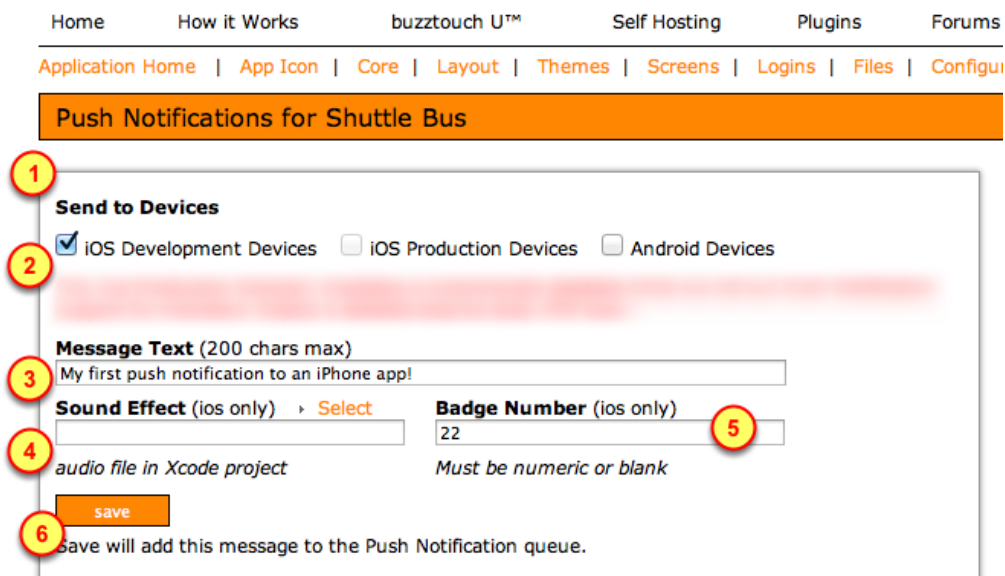 Home How it Works buzztouch U™ Self Hosting Plugins Forums
Application Home | App Icon | Core | Layout | Themes | Screens | Logins | Files | Configur
Push Notifications for Shuttle Bus
1
Send to Devices
iOS Development Devices iOS Production Devices Android Devices
2
Message Text (200 chars max)
3 My first push notification to an iPhone app!
Sound Effect (ios only) Select Badge Number (ios only)
22 5
4 audio file in Xcode project Must be numeric or blank
save
6
Save will add this message to the Push Notification queue.